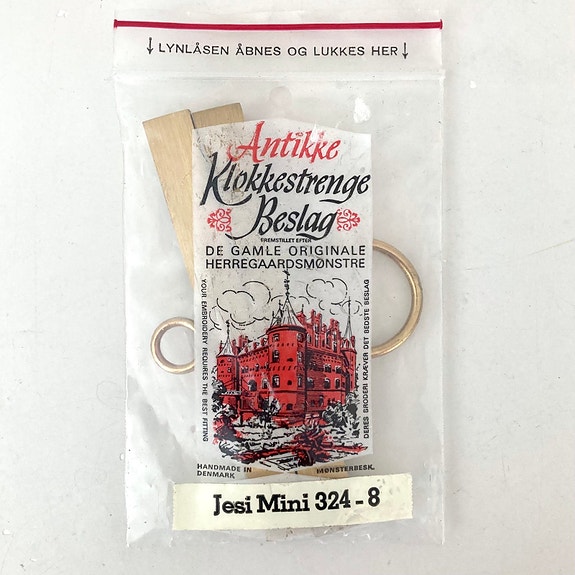 ↓LYNLÅSEN ÅBNES OG LUKKES HER↓
Antikke
Klokkestrenge
Beslag
FREMSTILLET EFTER
DE GAMLE ORIGINALE
HERREGAARDSMØNSTRE
YOUR EMBROIDERY REQUIRES THE BEST FITTING
DERES BRODERI KRÆVER DET BEDSTE BESLAG
HANDMADE IN
DENMARK
MØNSTERBESK.
Jesi Mini 324-8